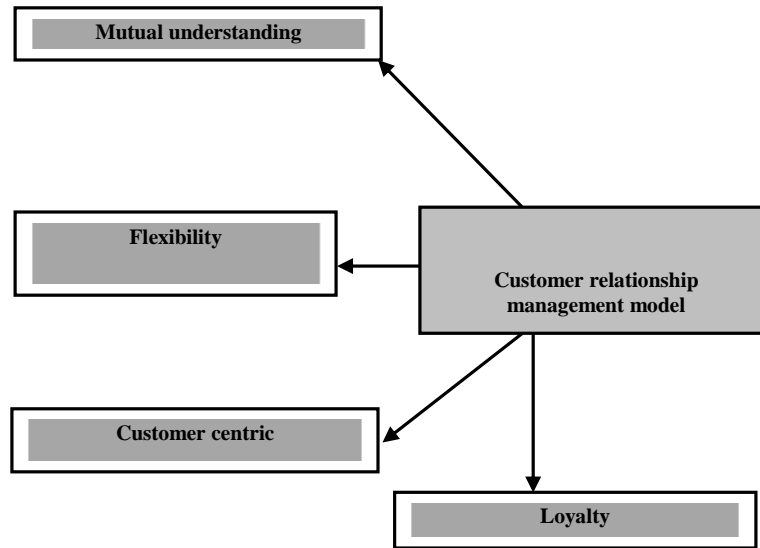 Mutual understanding
Flexibility
Customer relationship
management model
Customer centric
Loyalty